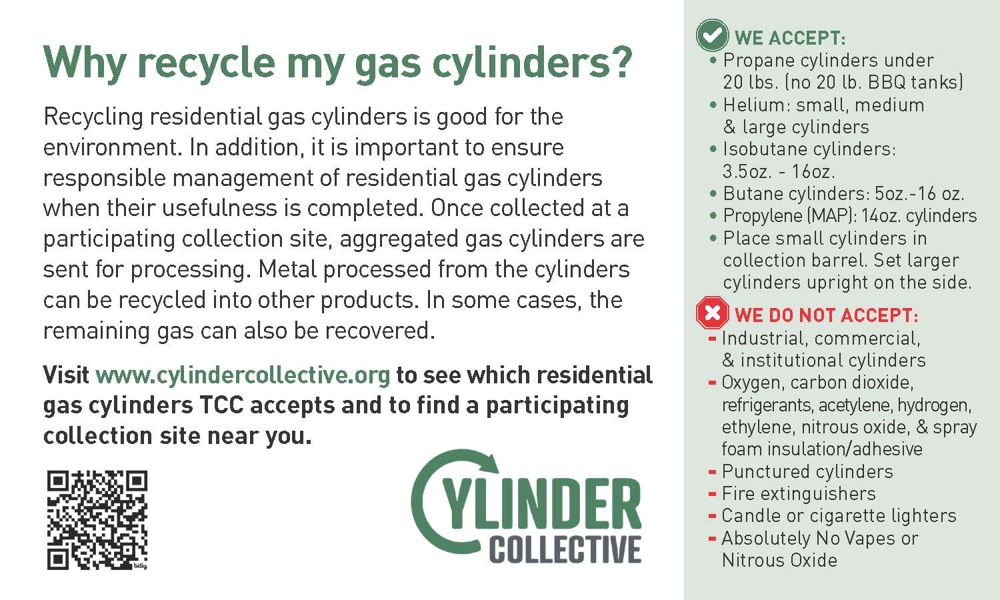 Why recycle my gas cylinders?
Recycling residential gas cylinders is good for the
environment. In addition, it is important to ensure
responsible management of residential gas cylinders
when their usefulness is completed. Once collected at a
participating collection site, aggregated gas cylinders are
sent for processing. Metal processed from the cylinders
can be recycled into other products. In some cases, the
remaining gas can also be recovered.
Visit www.cylindercollective.org to see which residential
gas cylinders TCC accepts and to find a participating
collection site near you.
bitly
CYLINDER
COLLECTIVE
WE ACCEPT:
• Propane cylinders under
20 lbs. (no 20 lb. BBQ tanks)
• Helium: small, medium
& large cylinders
• Isobutane cylinders:
3.5oz. - 16oz.
• Butane cylinders: 5oz.-16 oz.
• Propylene (MAP): 14oz. cylinders
• Place small cylinders in
collection barrel. Set larger
cylinders upright on the side.
WE DO NOT ACCEPT:
- Industrial, commercial,
& institutional cylinders
- Oxygen, carbon dioxide,
refrigerants, acetylene, hydrogen,
ethylene, nitrous oxide, & spray
foam insulation/adhesive
- Punctured cylinders
- Fire extinguishers
- Candle or cigarette lighters
- Absolutely No Vapes or
Nitrous Oxide